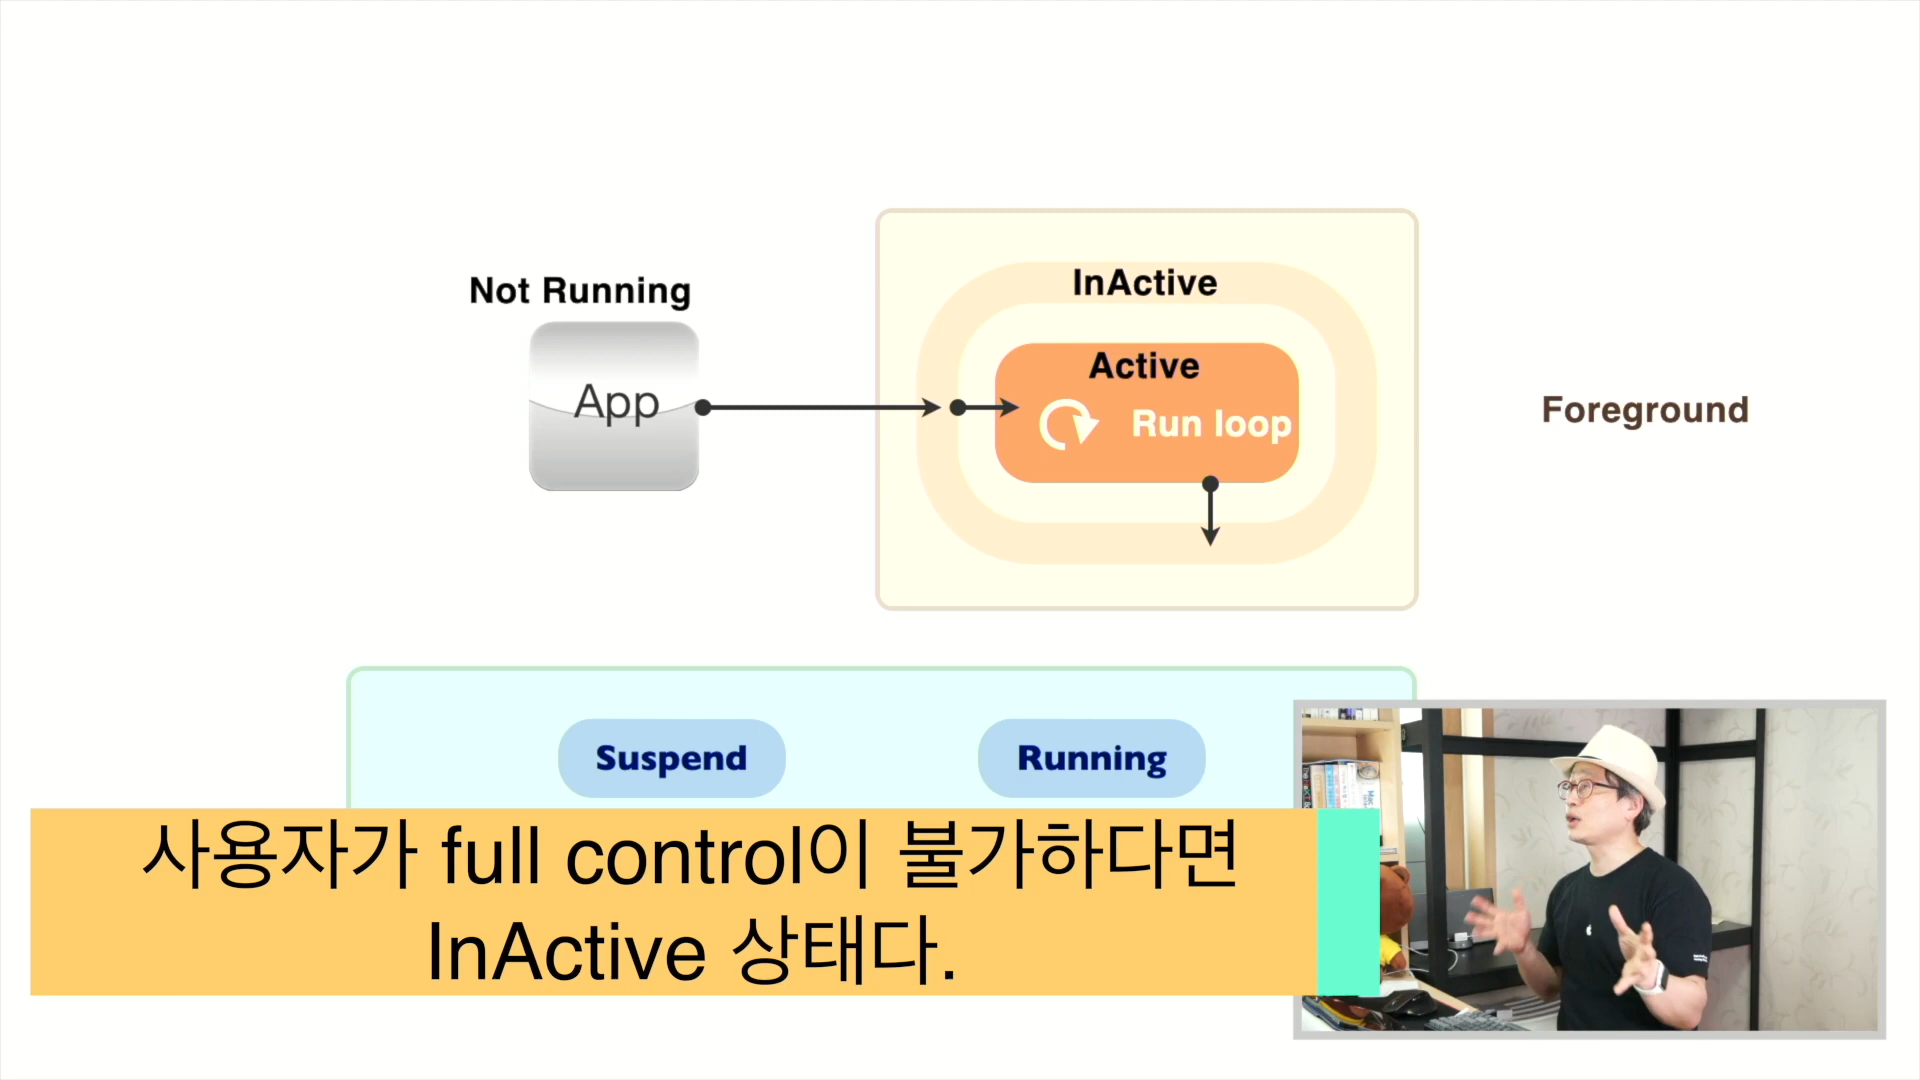 InActive
Not Running
Active
App
Run loop
Foreground
Suspend
Running
사용자가 full control이 불가하다면
InActive 상태다.